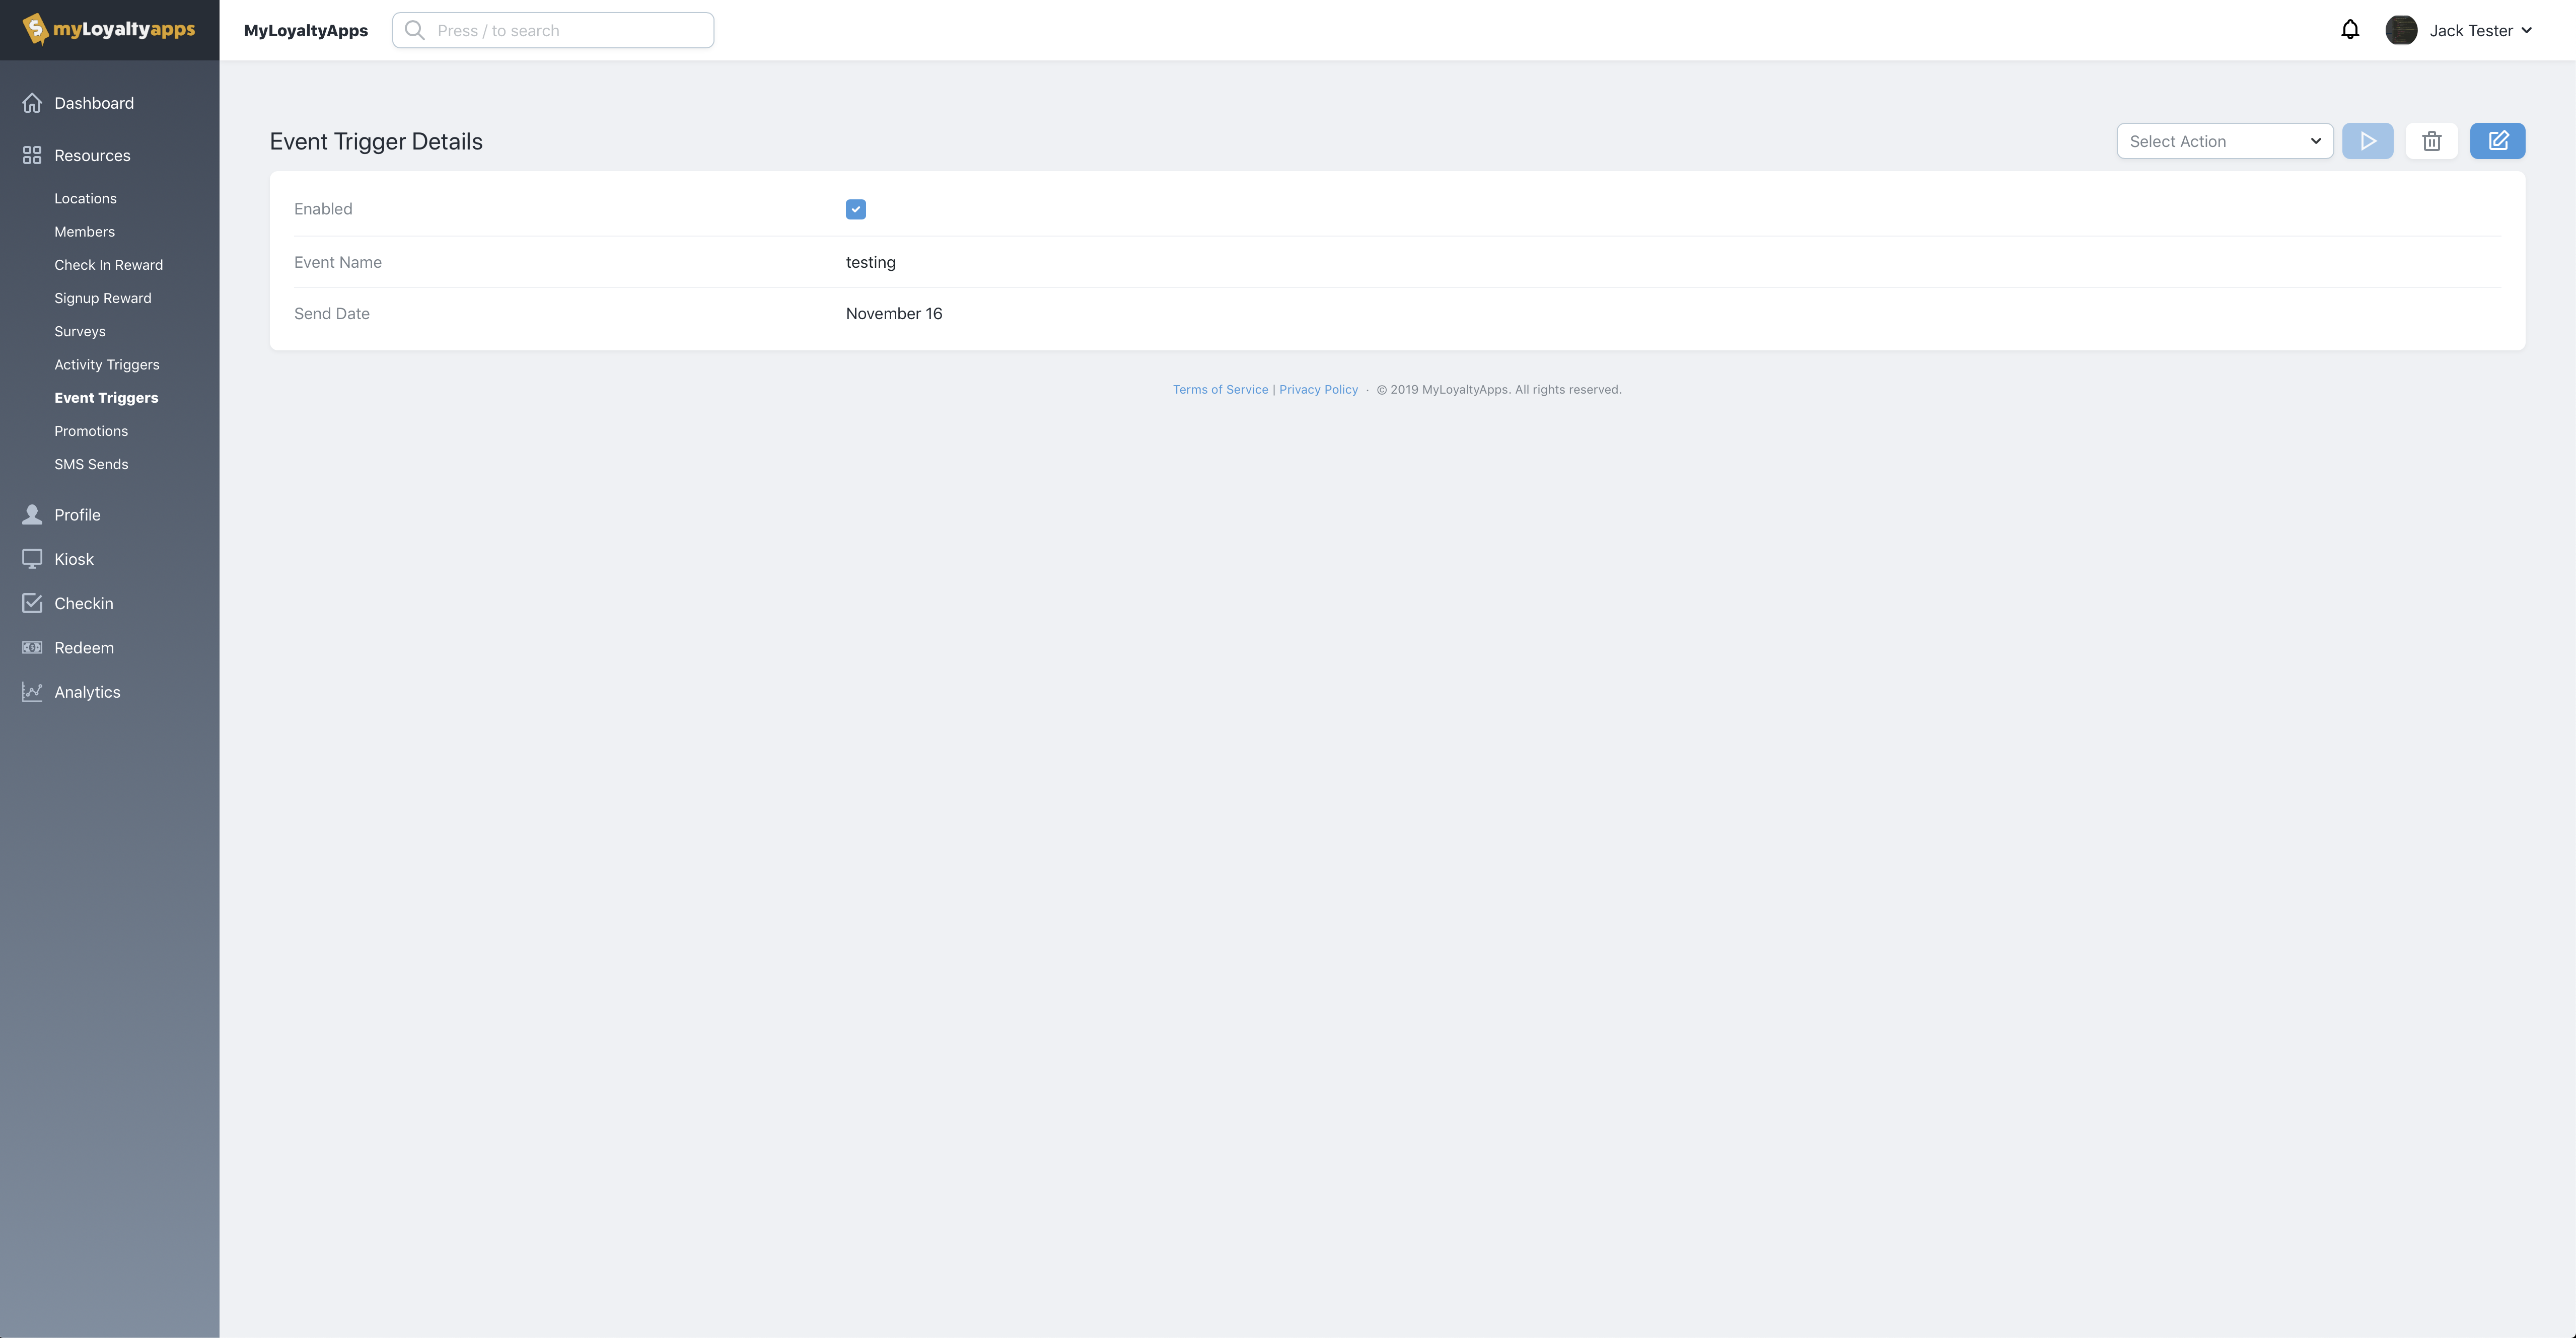 myLoyaltyapps
MyLoyaltyApps
Press / to search
Jack Tester
Dashboard
Resources
Locations
Members
Check In Reward
Signup Reward
Surveys
Activity Triggers
Event Triggers
Promotions
SMS Sends
Profile
Kiosk
Checkin
Redeem
Analytics
Event Trigger Details
Select Action
Enabled
Event Name testing
Send Date November 16
Terms of Service | Privacy Policy · © 2019 MyLoyaltyApps. All rights reserved.